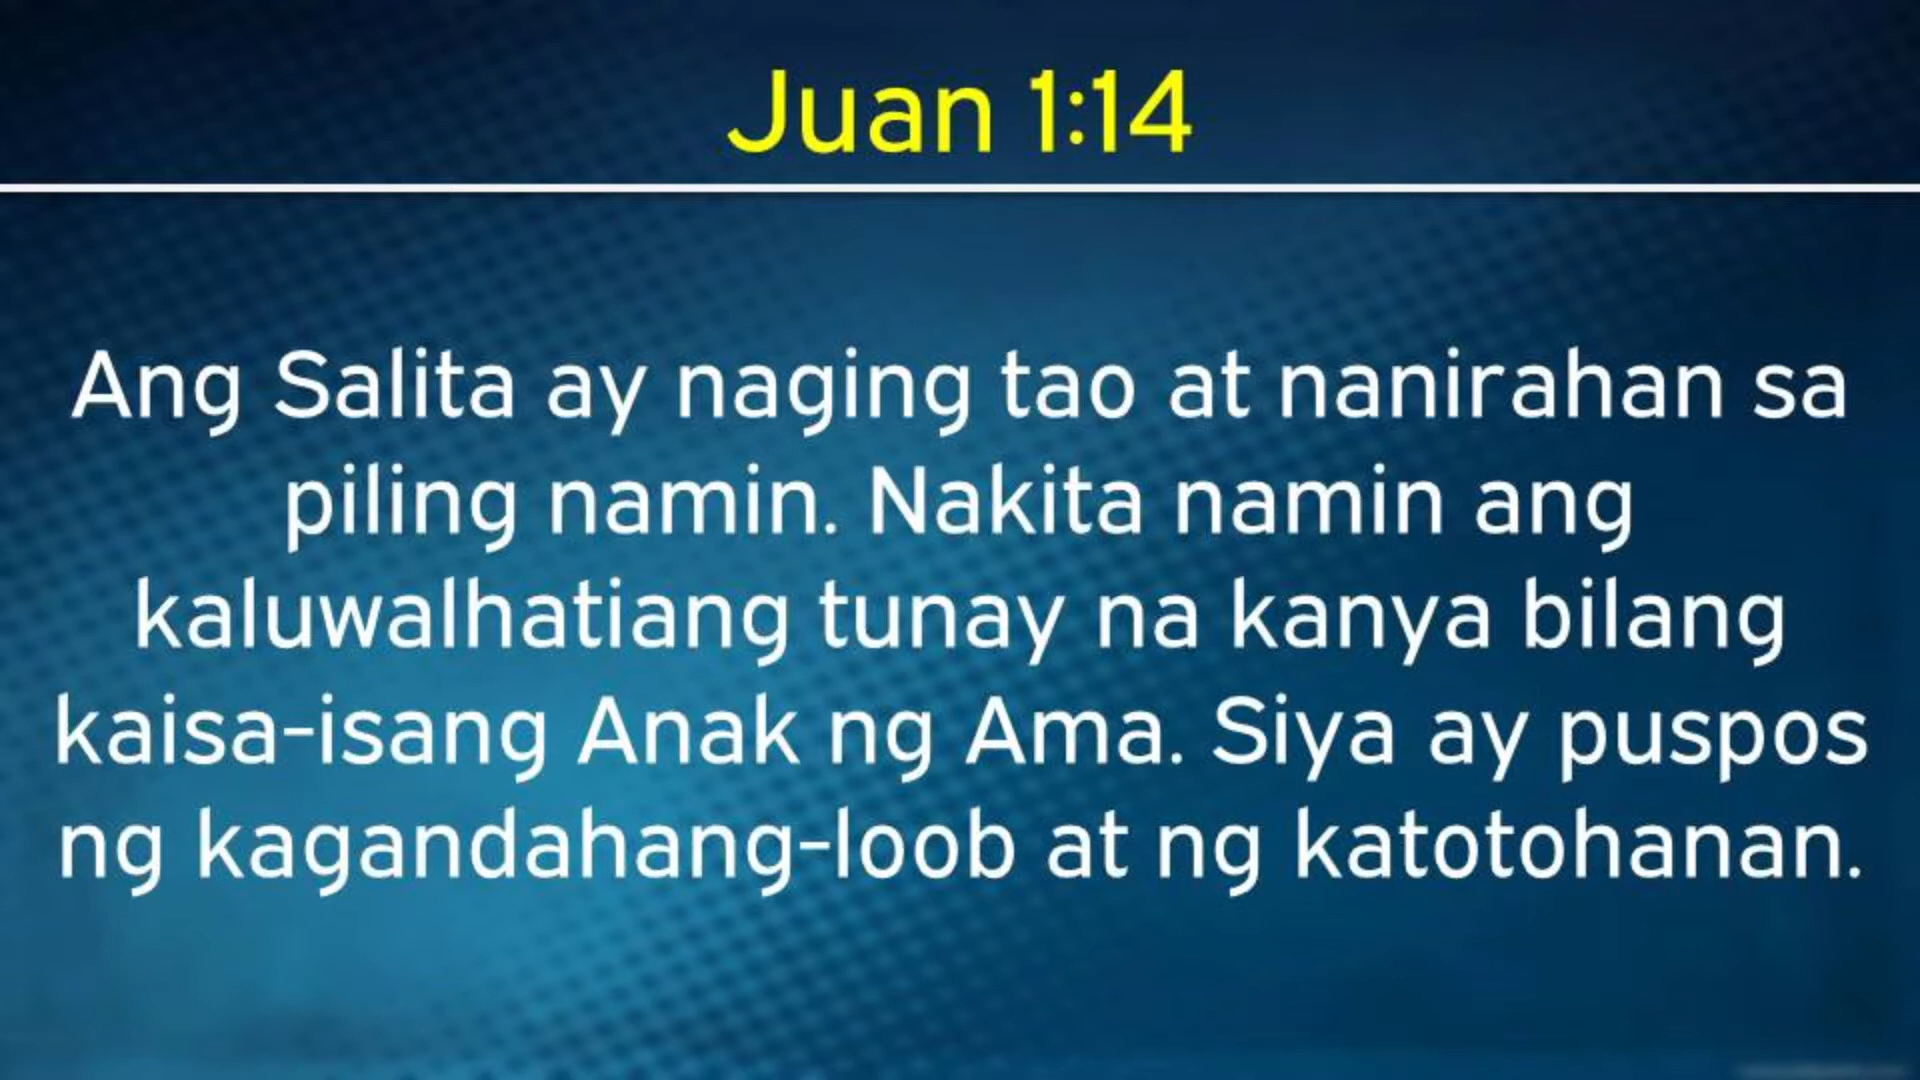 Juan 1:14
Ang Salita ay naging tao at nanirahan sa
piling namin. Nakita namin ang
kaluwalhatiang tunay na kanya bilang
kaisa-isang Anak ng Ama. Siya ay puspos
ng kagandahang-loob at ng katotohanan.